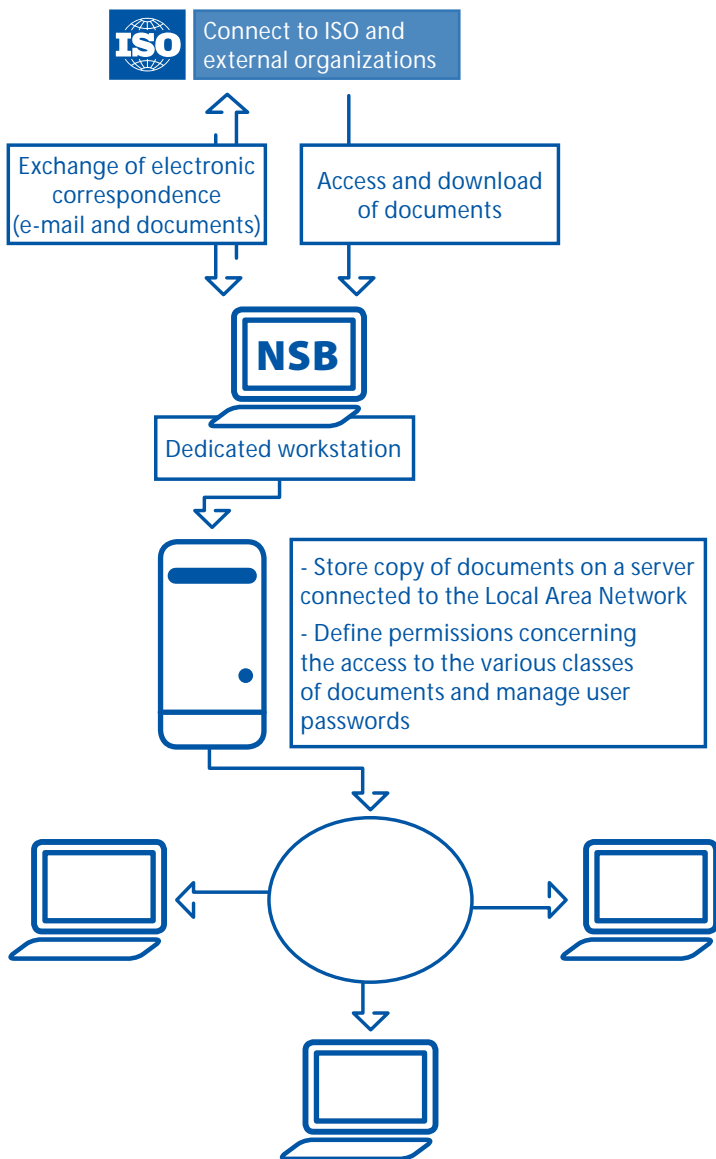 ISO
Connect to ISO and
external organizations
Exchange of electronic
correspondence
(e-mail and documents)
Access and download
of documents
NSB
Dedicated workstation
- Store copy of documents on a server
connected to the Local Area Network
- Define permissions concerning
the access to the various classes
of documents and manage user
passwords